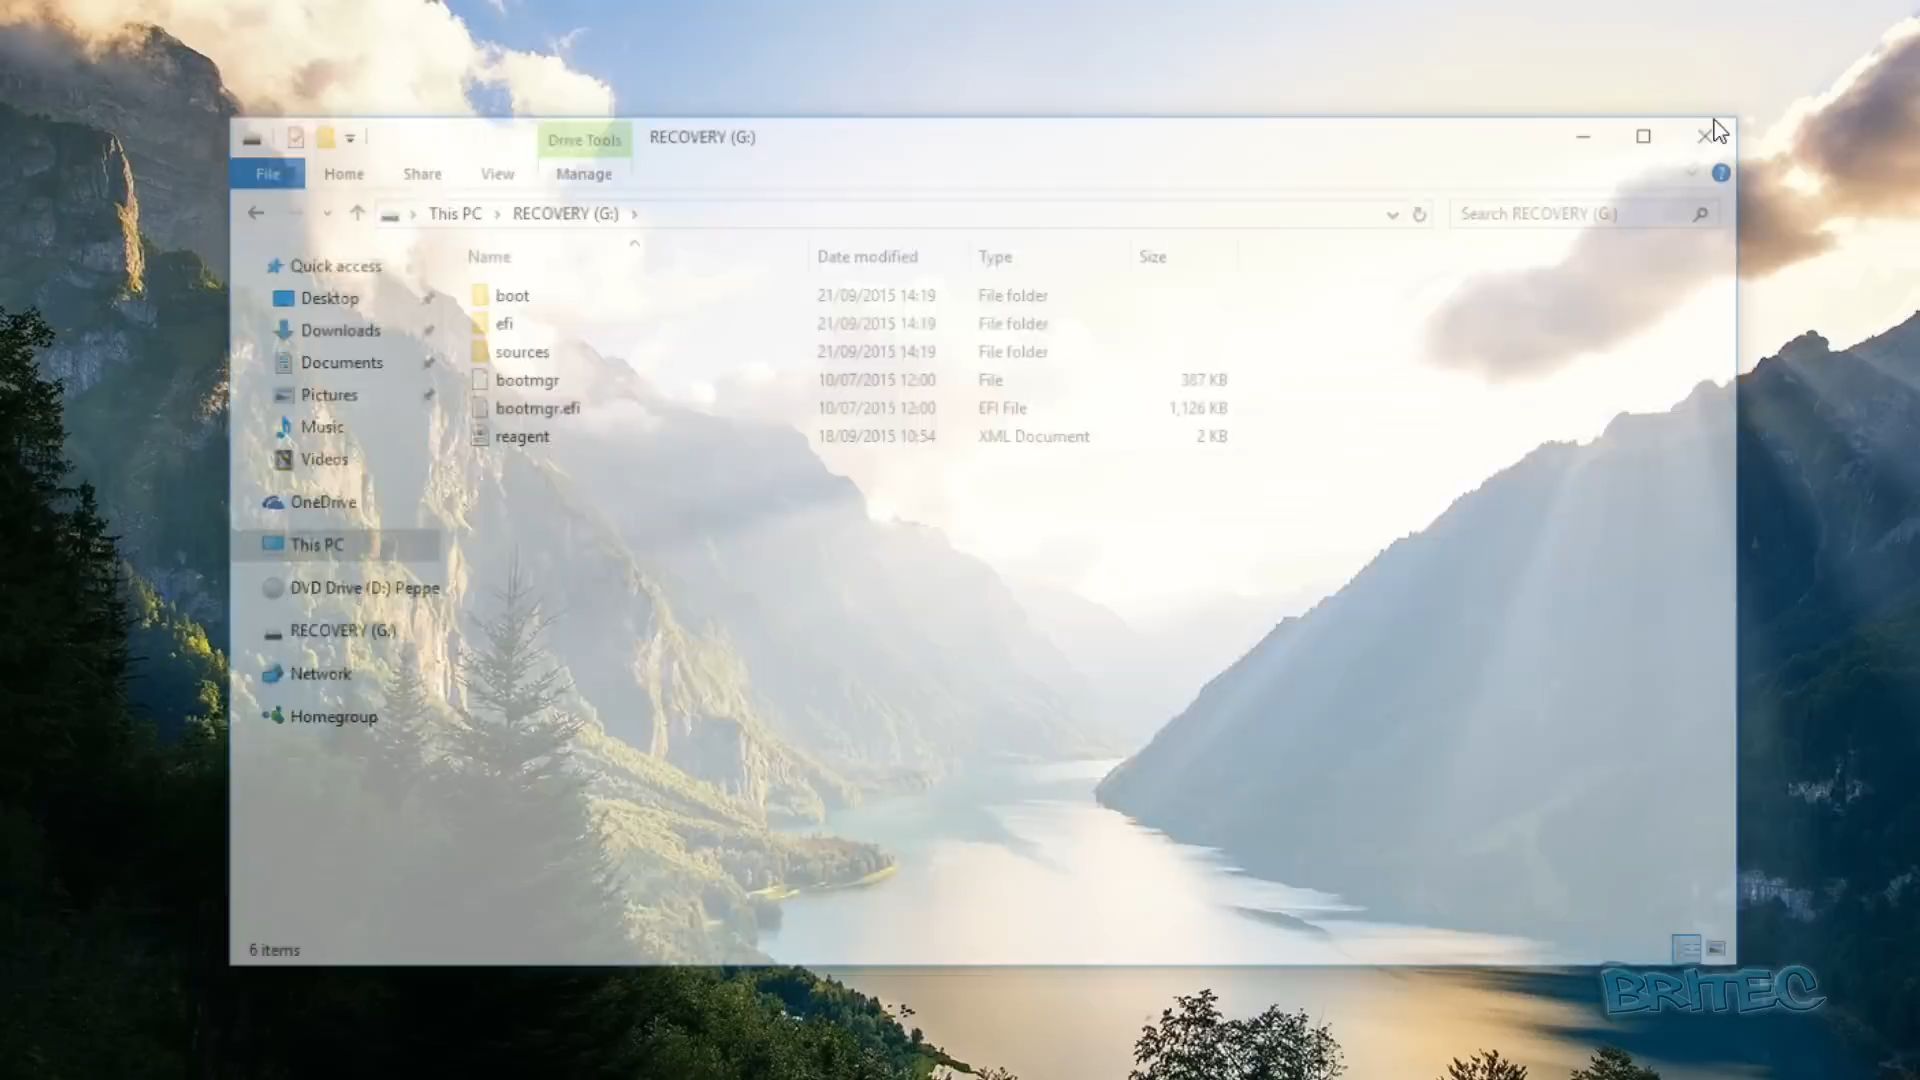 Drive Tools
RECOVERY (G:)
File Home Share View Manage
This PC RECOVERY (G:)
Search RECOVERY (G:)
Name Date modified Type Size
Quick access
Desktop
Downloads
Documents
Pictures
Music
Videos
OneDrive
This PC
DVD Drive (D:) Peppe
RECOVERY (G:)
Network
Homegroup
boot 21/09/2015 14:19 File folder
efi 21/09/2015 14:19 File folder
sources 21/09/2015 14:19 File folder
bootmgr 10/07/2015 12:00 File 387 KB
bootmgr.efi 10/07/2015 12:00 EFI File 1,126 KB
reagent 18/09/2015 10:54 XML Document 2 KB
6 items
BRITEC